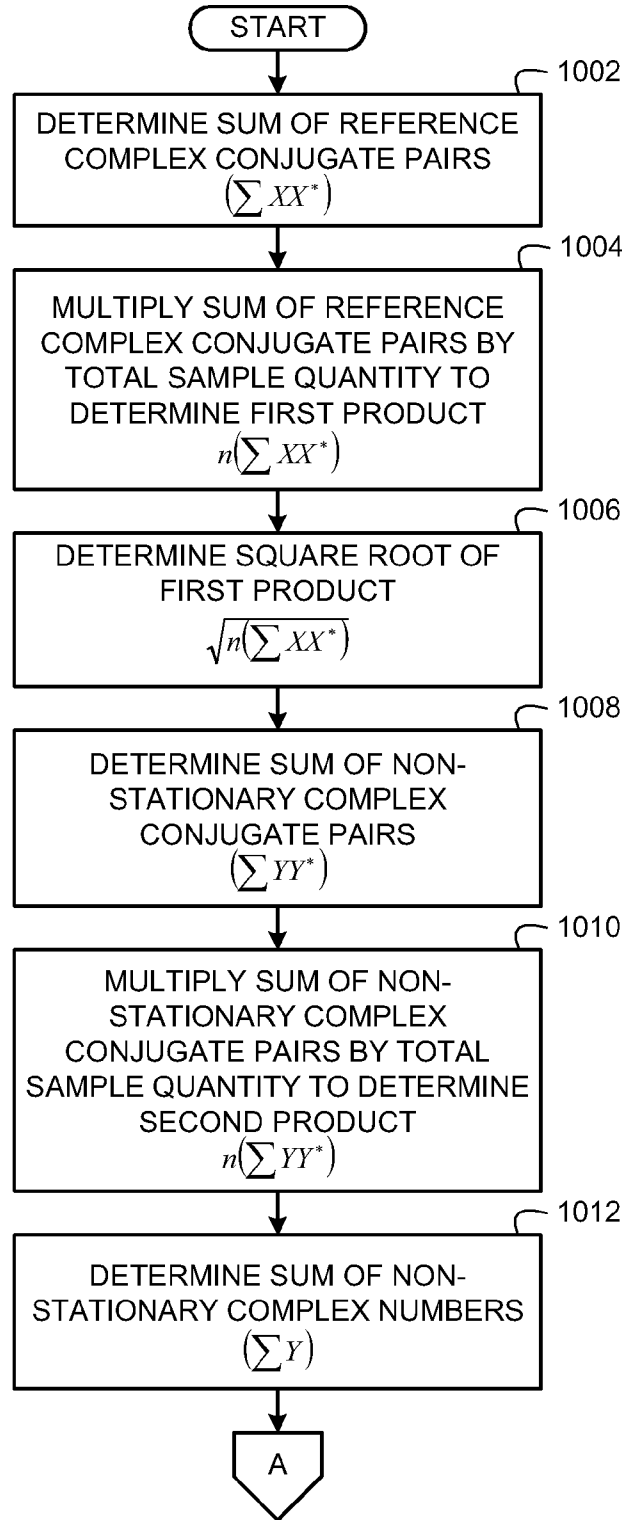 START
1002
DETERMINE SUM OF REFERENCE
COMPLEX CONJUGATE PAIRS
(∑ XX*)
1004
MULTIPLY SUM OF REFERENCE
COMPLEX CONJUGATE PAIRS BY
TOTAL SAMPLE QUANTITY TO
DETERMINE FIRST PRODUCT
n(∑ XX*)
1006
DETERMINE SQUARE ROOT OF
FIRST PRODUCT
√n(∑ XX*)
1008
DETERMINE SUM OF NON-
STATIONARY COMPLEX
CONJUGATE PAIRS
(∑ YY*)
1010
MULTIPLY SUM OF NON-
STATIONARY COMPLEX
CONJUGATE PAIRS BY TOTAL
SAMPLE QUANTITY TO DETERMINE
SECOND PRODUCT
n(∑ YY*)
1012
DETERMINE SUM OF NON-
STATIONARY COMPLEX NUMBERS
(∑ Y)
A